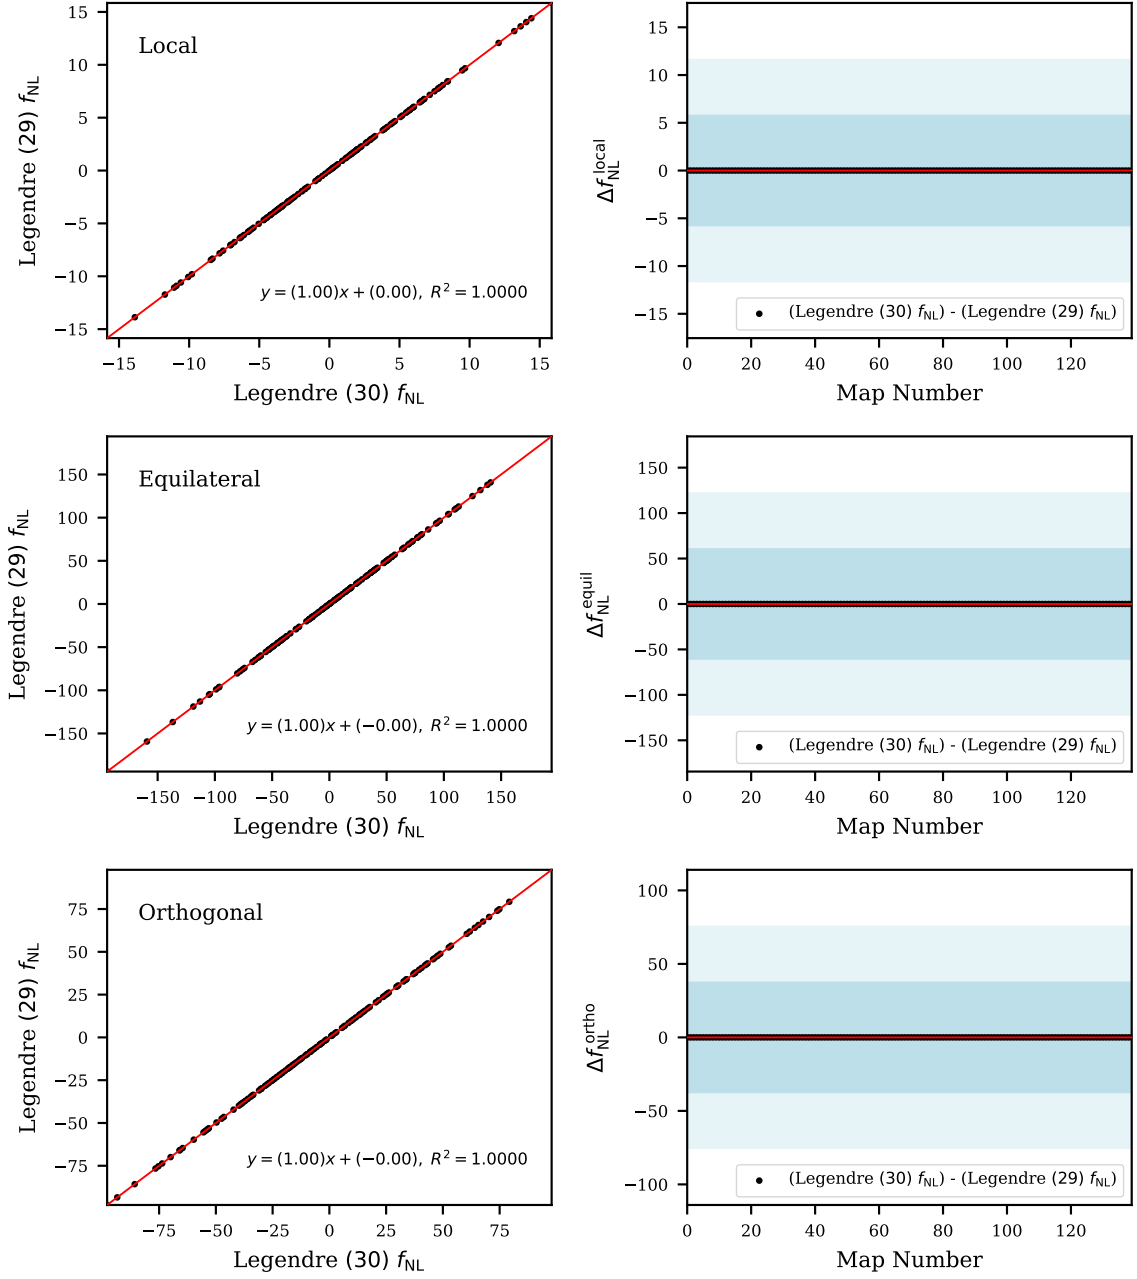 Local
15
10
5
0
−5
−10
−15
Legendre (29) f_NL
y = (1.00)x + (0.00), R² = 1.0000
−15 −10 −5 0 5 10 15
Legendre (30) f_NL
15
10
5
0
−5
−10
−15
Δf_NL^local
(Legendre (30) f_NL) - (Legendre (29) f_NL)
0 20 40 60 80 100 120
Map Number
Equilateral
150
100
50
0
−50
−100
−150
Legendre (29) f_NL
y = (1.00)x + (−0.00), R² = 1.0000
−150 −100 −50 0 50 100 150
Legendre (30) f_NL
150
100
50
0
−50
−100
−150
Δf_NL^equil
(Legendre (30) f_NL) - (Legendre (29) f_NL)
0 20 40 60 80 100 120
Map Number
Orthogonal
75
50
25
0
−25
−50
−75
Legendre (29) f_NL
y = (1.00)x + (−0.00), R² = 1.0000
−75 −50 −25 0 25 50 75
Legendre (30) f_NL
100
50
0
−50
−100
Δf_NL^ortho
(Legendre (30) f_NL) - (Legendre (29) f_NL)
0 20 40 60 80 100 120
Map Number